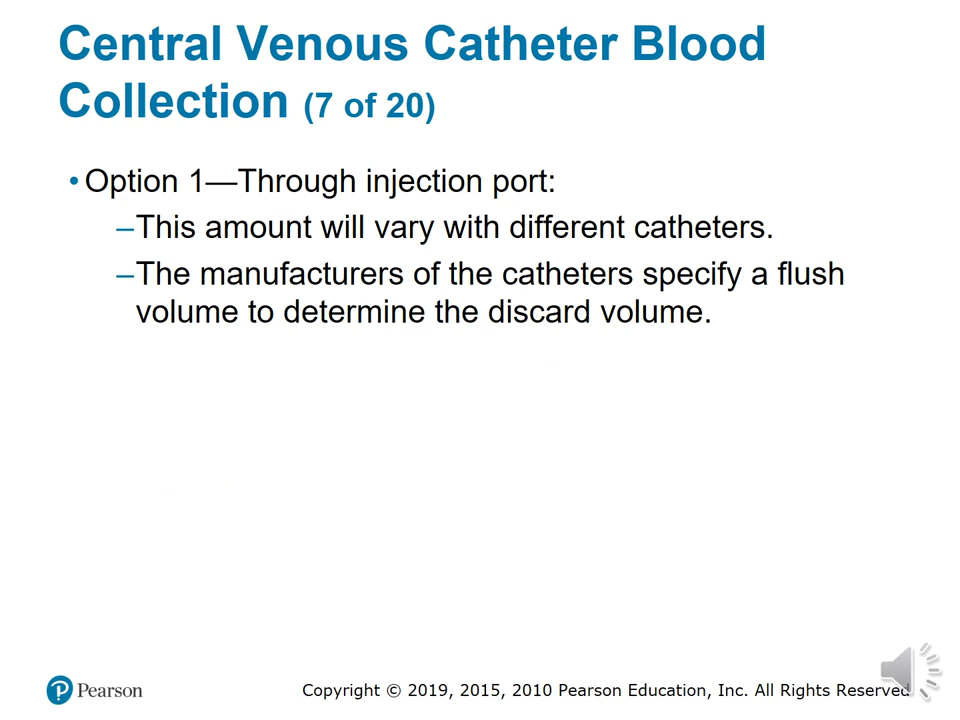 Central Venous Catheter Blood
Collection (7 of 20)
• Option 1—Through injection port:
–This amount will vary with different catheters.
–The manufacturers of the catheters specify a flush
volume to determine the discard volume.
Pearson
Copyright © 2019, 2015, 2010 Pearson Education, Inc. All Rights Reserved